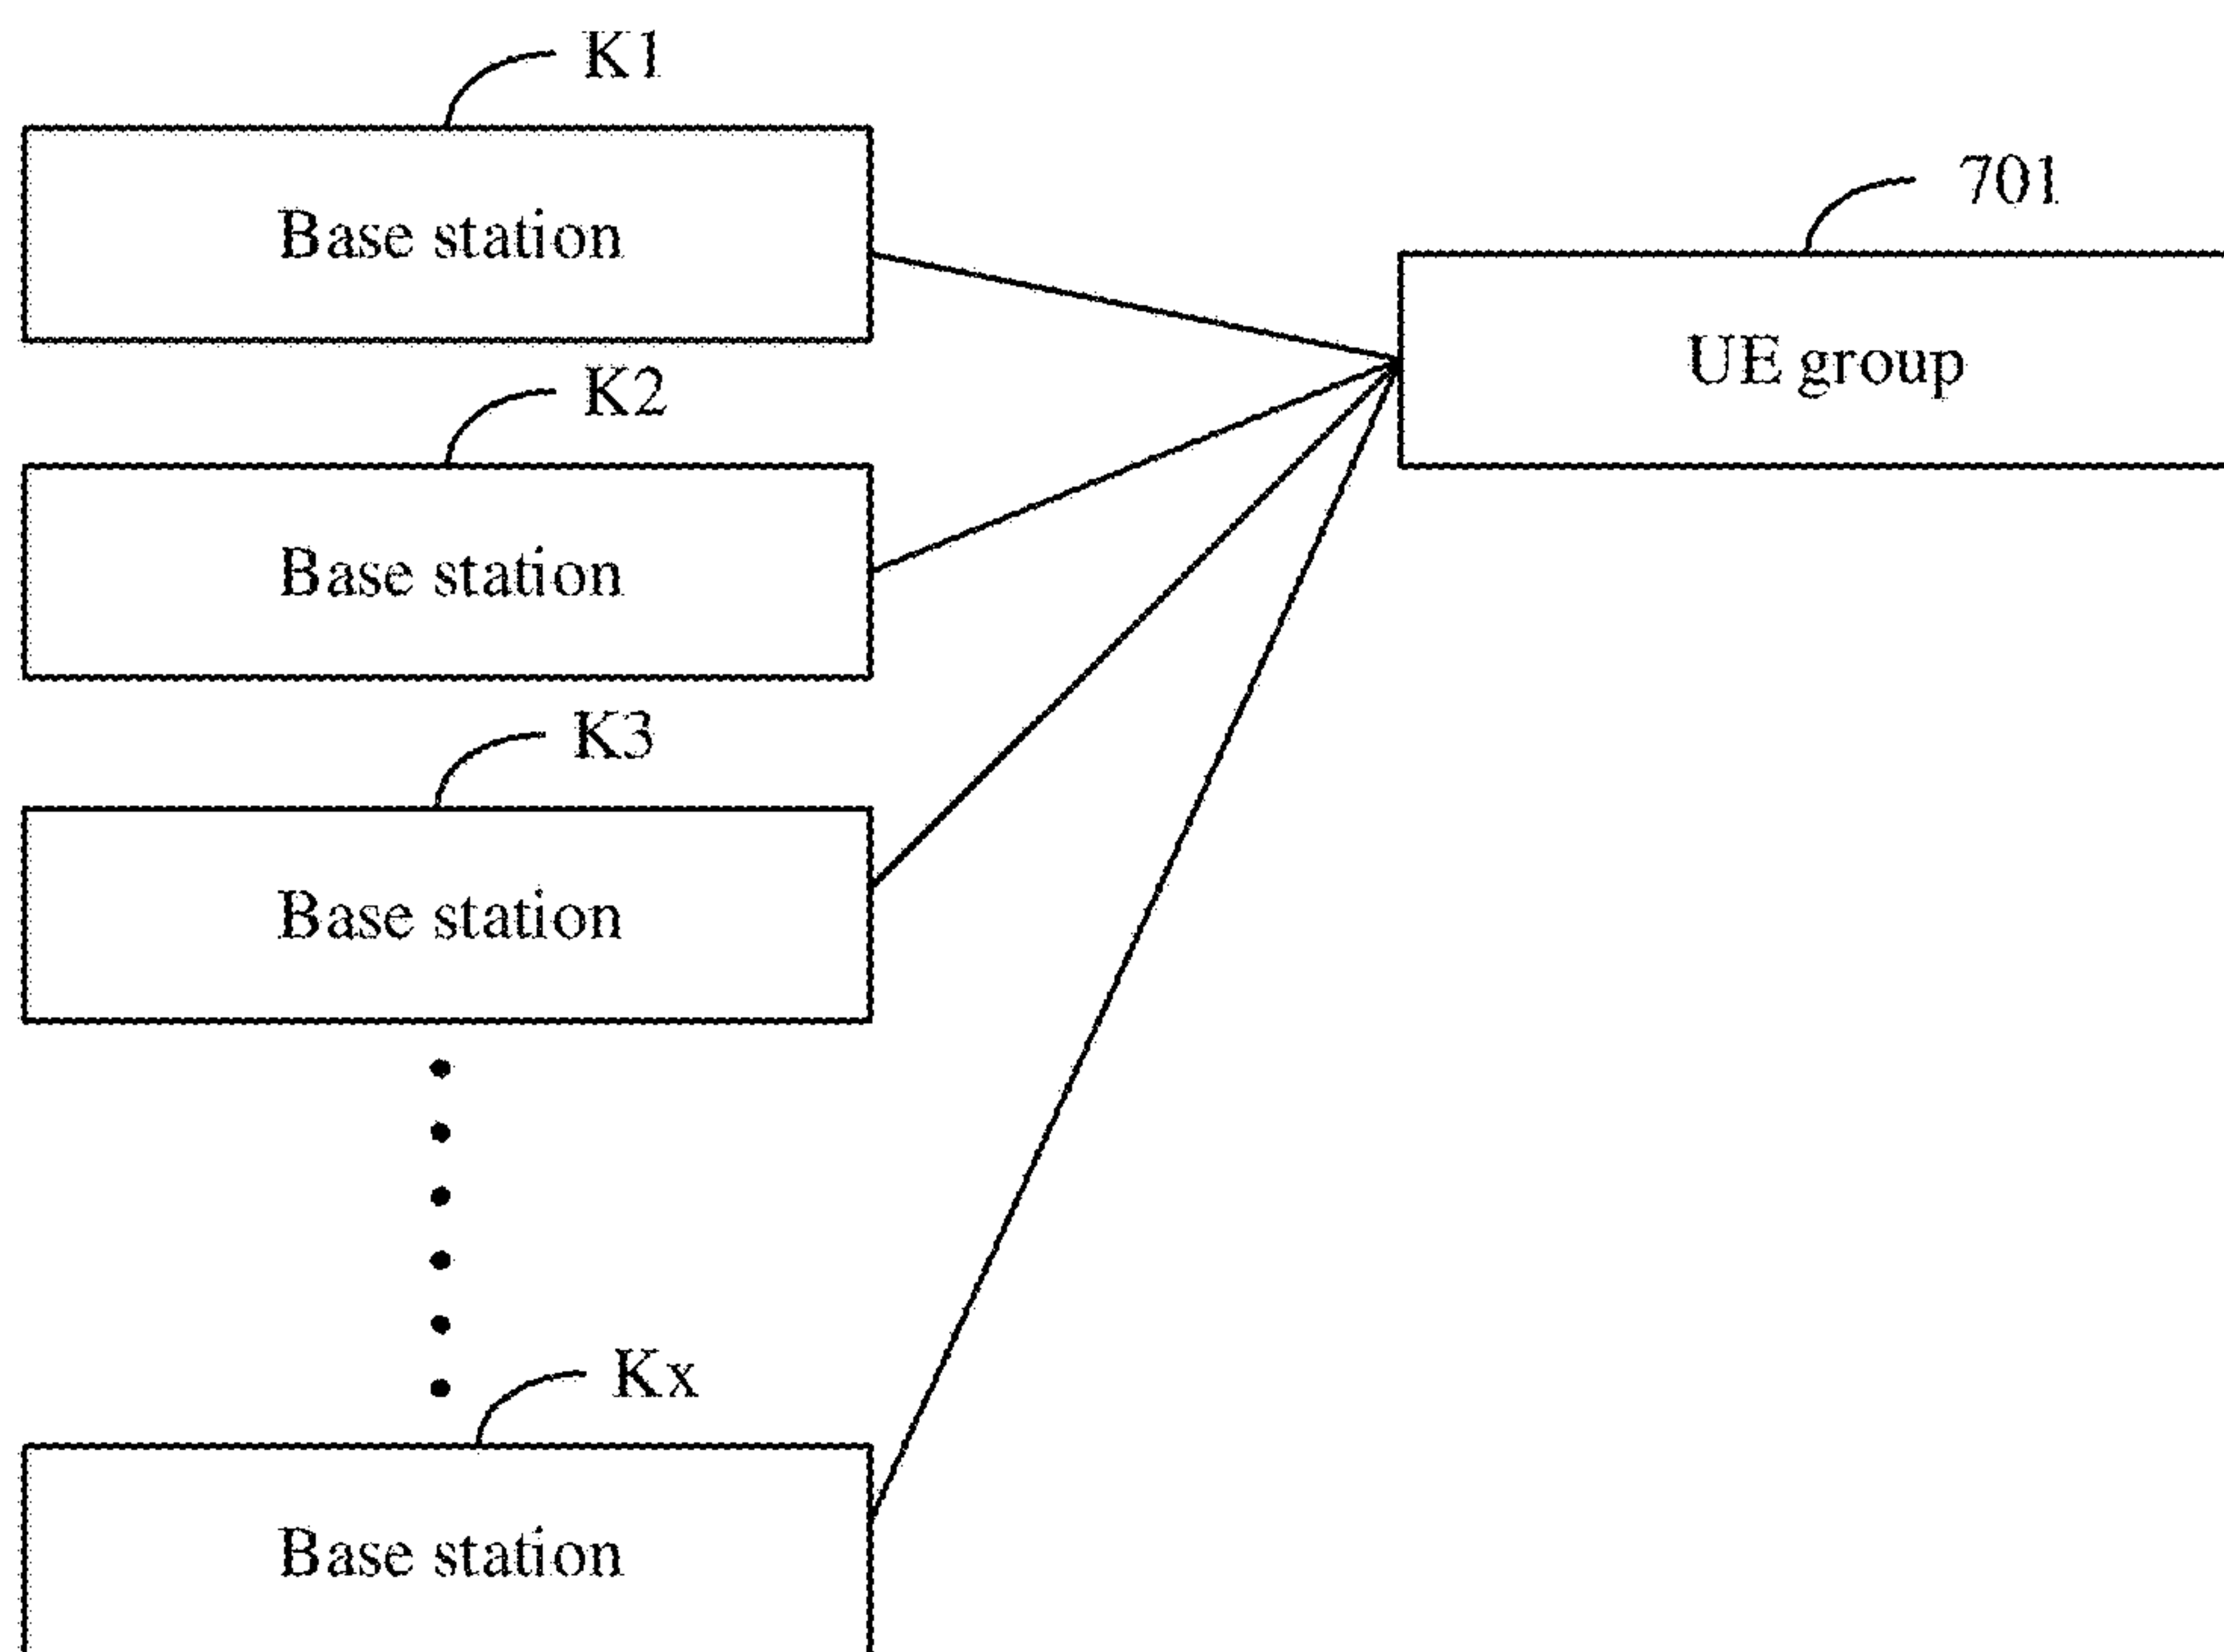 K1
Base station
701
UE group
K2
Base station
K3
Base station
Kx
Base station